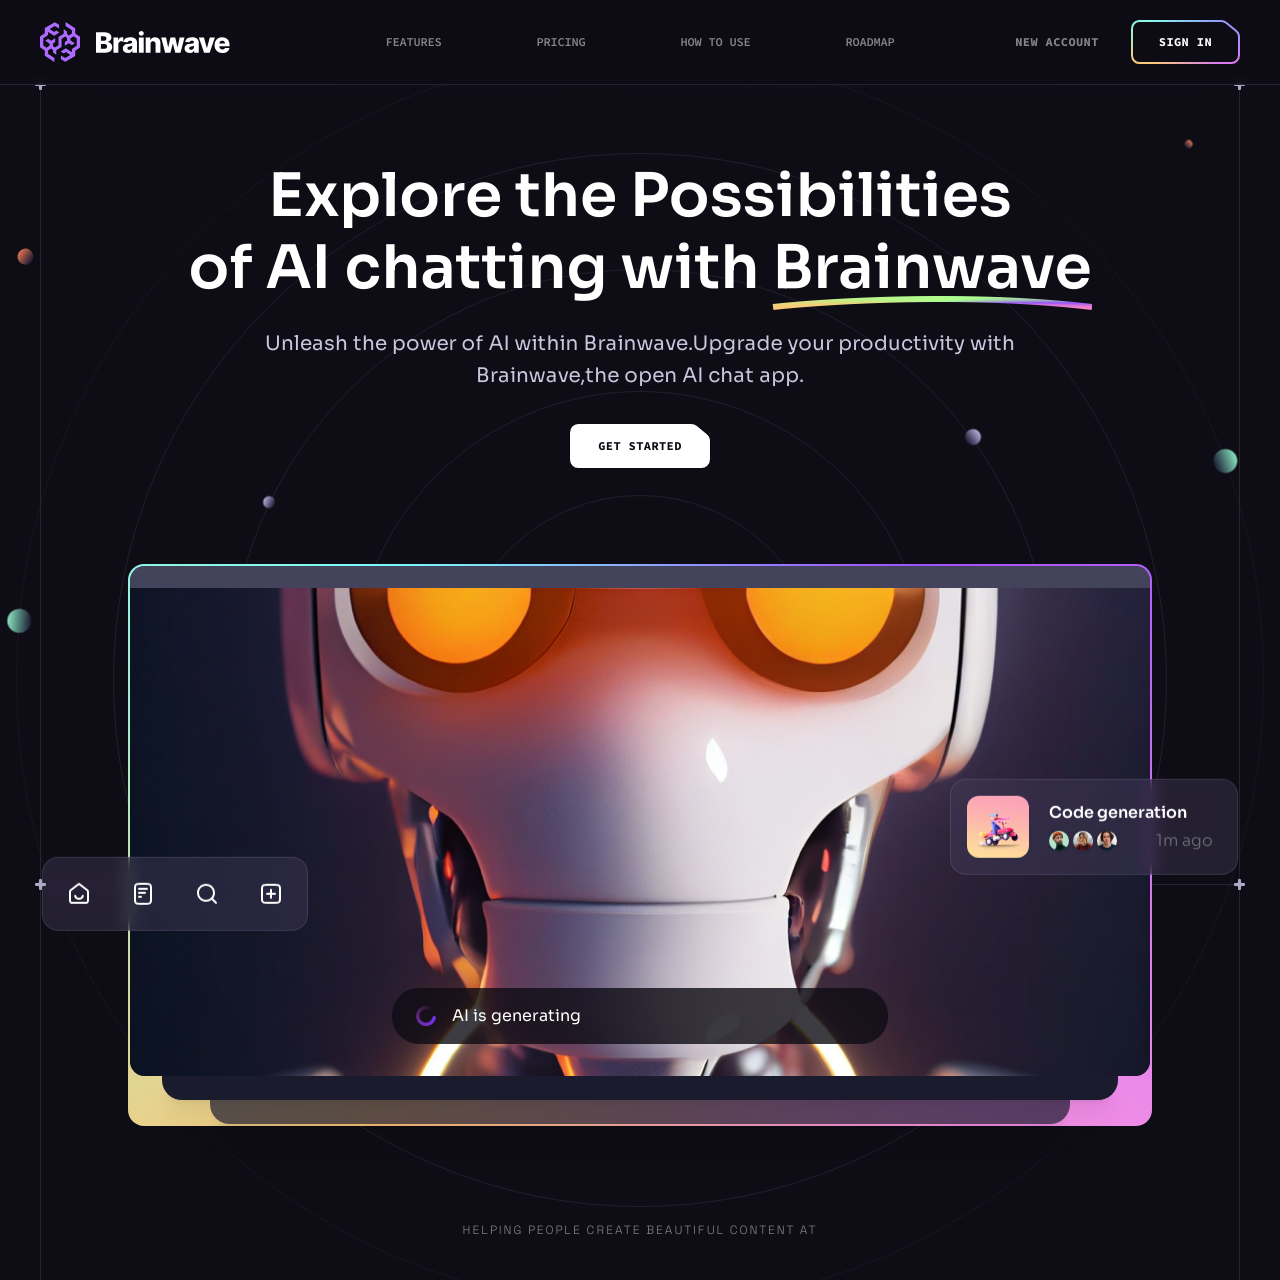 Brainwave
FEATURES
PRICING
HOW TO USE
ROADMAP
NEW ACCOUNT
SIGN IN
Explore the Possibilities
of AI chatting with Brainwave
Unleash the power of AI within Brainwave.Upgrade your productivity with
Brainwave,the open AI chat app.
GET STARTED
Code generation
1m ago
AI is generating
HELPING PEOPLE CREATE BEAUTIFUL CONTENT AT